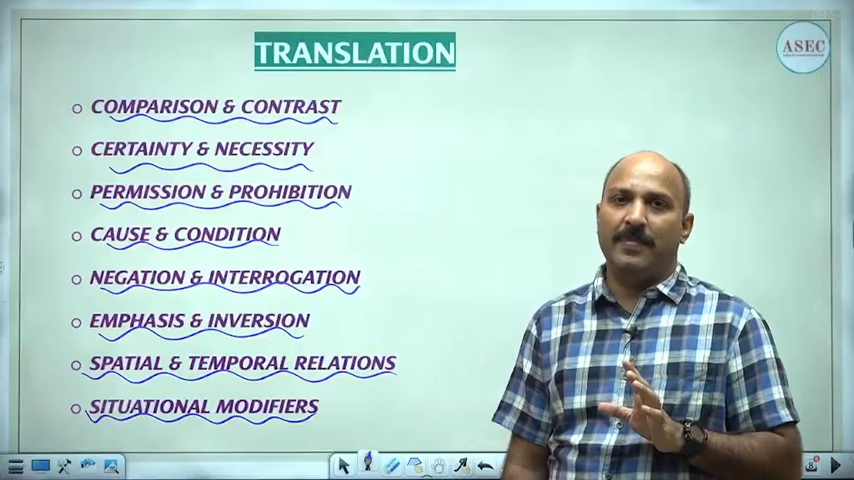 TRANSLATION
ASEC
COMPARISON & CONTRAST
CERTAINTY & NECESSITY
PERMISSION & PROHIBITION
CAUSE & CONDITION
NEGATION & INTERROGATION
EMPHASIS & INVERSION
SPATIAL & TEMPORAL RELATIONS
SITUATIONAL MODIFIERS